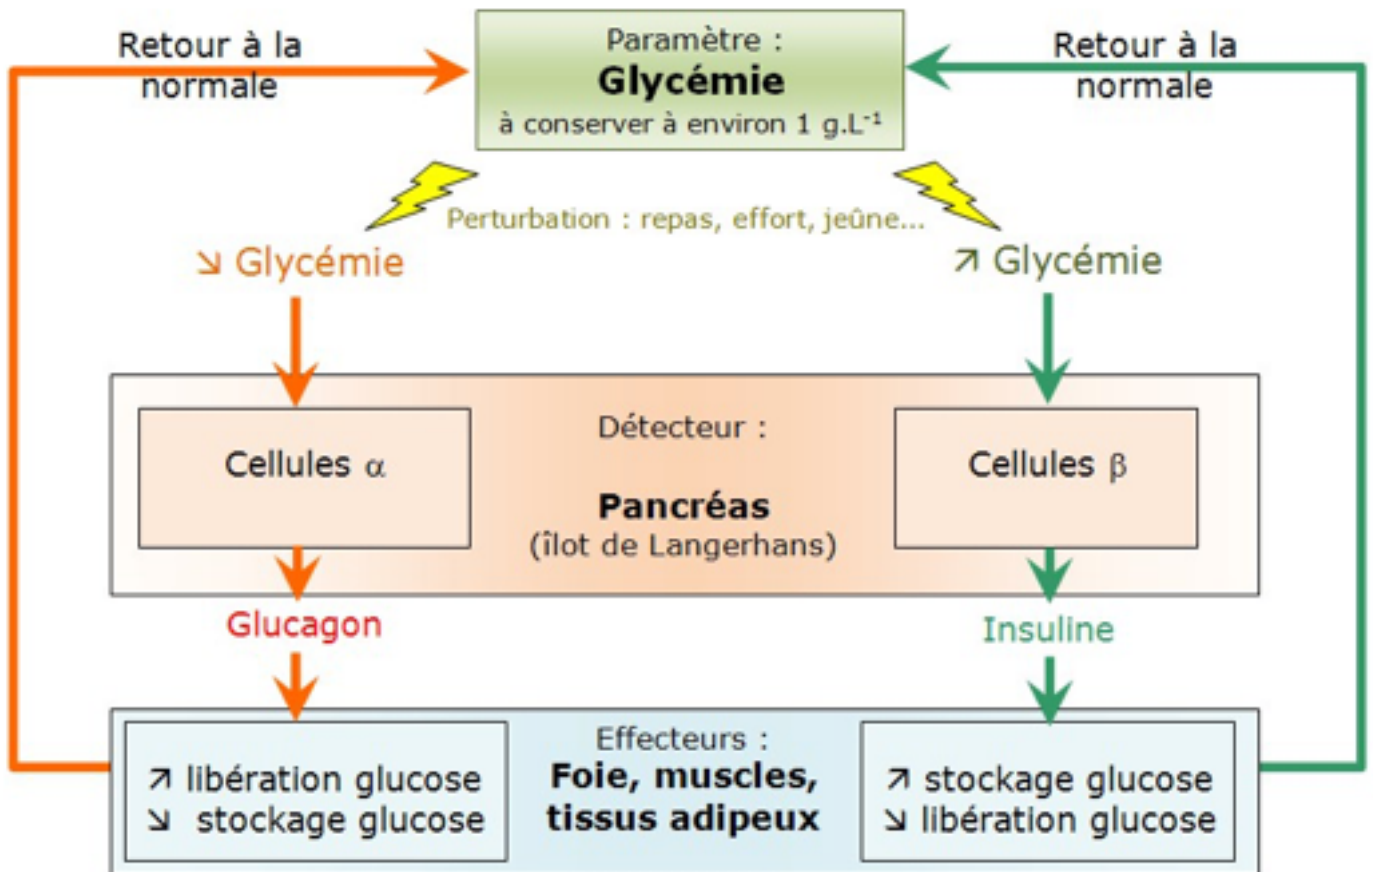 Retour à la
normale
Paramètre :
Glycémie
à conserver à environ 1 g.L⁻¹
Retour à la
normale
Perturbation : repas, effort, jeûne...
↘ Glycémie
↗ Glycémie
Cellules α
Détecteur :
Pancréas
(îlot de Langerhans)
Cellules β
Glucagon
Insuline
↗ libération glucose
↘ stockage glucose
Effecteurs :
Foie, muscles,
tissus adipeux
↗ stockage glucose
↘ libération glucose